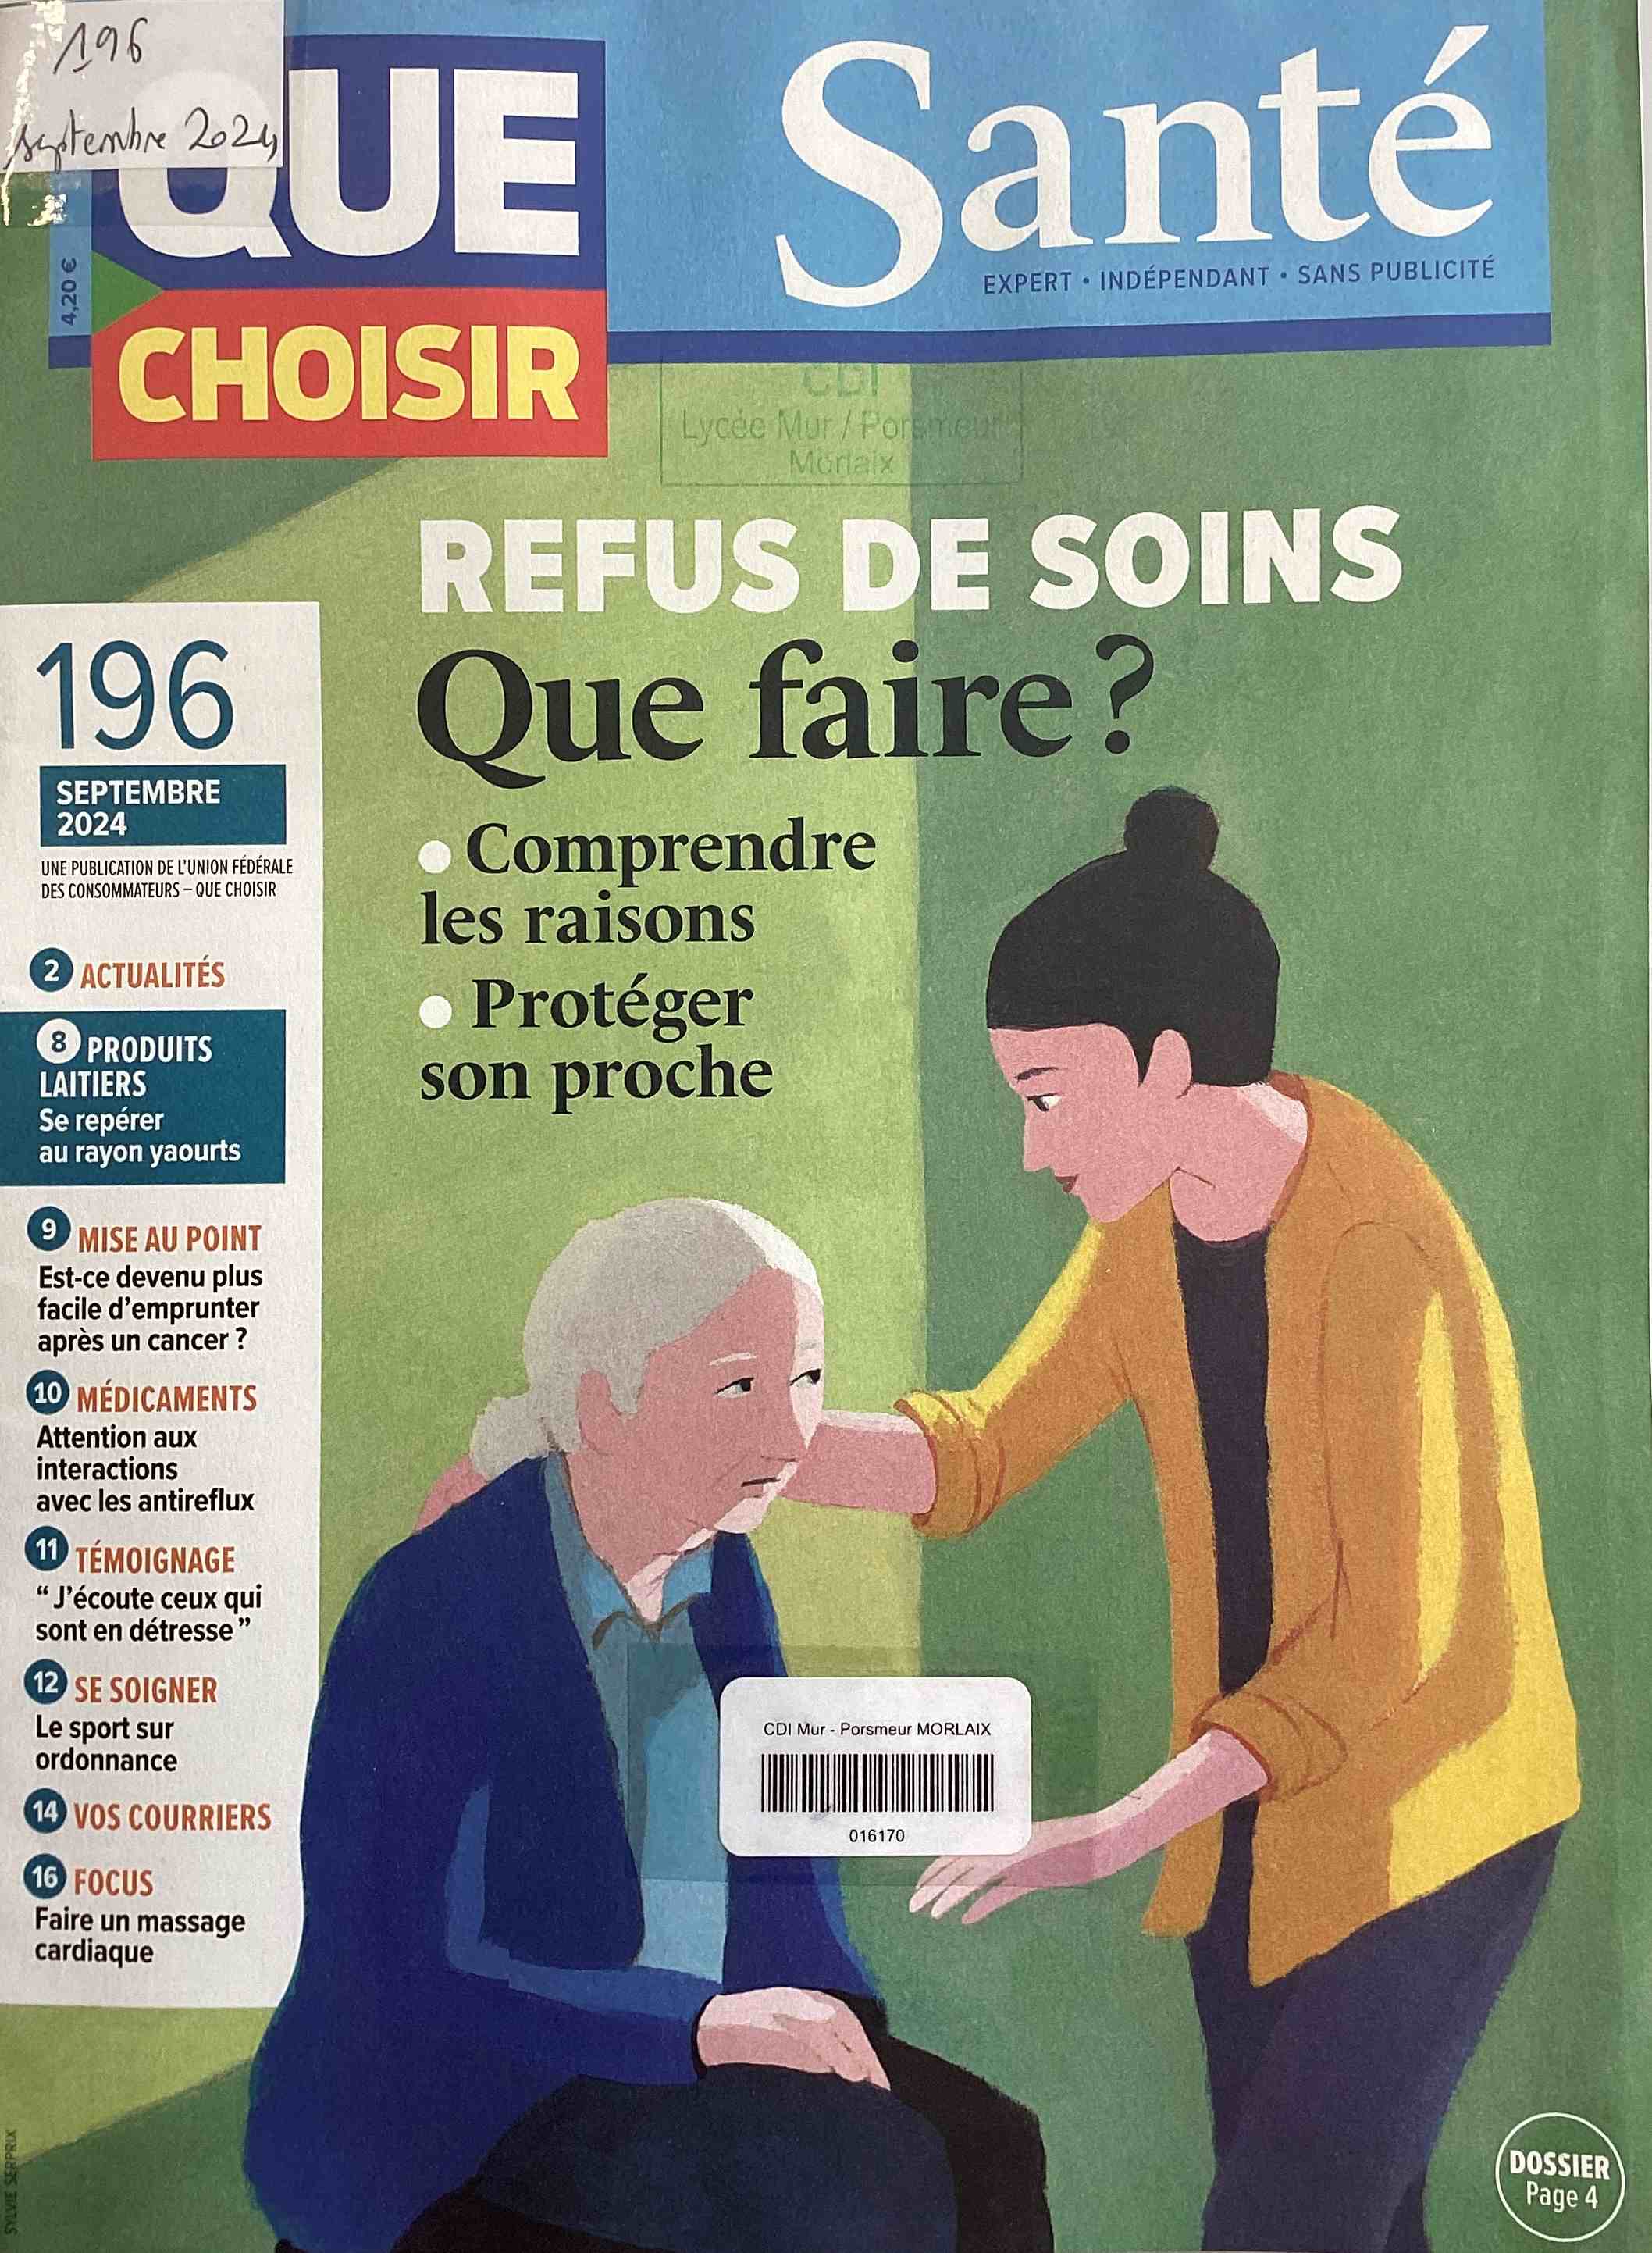 196
septembre 2024
QUE
CHOISIR
4,20 €
Santé
EXPERT • INDÉPENDANT • SANS PUBLICITÉ
CDI
Lycée Mur / Porsmeur
Morlaix
REFUS DE SOINS
Que faire ?
• Comprendre
les raisons
• Protéger
son proche
196
SEPTEMBRE
2024
UNE PUBLICATION DE L'UNION FÉDÉRALE
DES CONSOMMATEURS – QUE CHOISIR
2 ACTUALITÉS
8 PRODUITS
LAITIERS
Se repérer
au rayon yaourts
9 MISE AU POINT
Est-ce devenu plus
facile d'emprunter
après un cancer ?
10 MÉDICAMENTS
Attention aux
interactions
avec les antireflux
11 TÉMOIGNAGE
“ J'écoute ceux qui
sont en détresse ”
12 SE SOIGNER
Le sport sur
ordonnance
14 VOS COURRIERS
16 FOCUS
Faire un massage
cardiaque
CDI Mur - Porsmeur MORLAIX
016170
SYLVIE SERPRIX
DOSSIER
Page 4